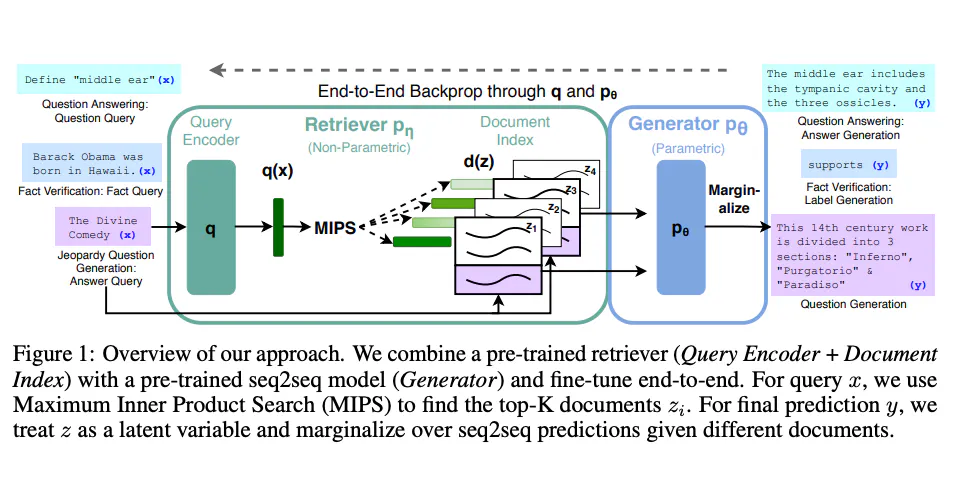 Define "middle ear"(x)
Question Answering:
Question Query
Barack Obama was
born in Hawaii.(x)
Fact Verification: Fact Query
The Divine
Comedy (x)
Jeopardy Question
Generation:
Answer Query
End-to-End Backprop through q and pθ
Query
Encoder
q
Retriever pη
(Non-Parametric)
q(x)
MIPS
Document
Index
d(z)
z4
z3
z2
z1
Generator pθ
(Parametric)
pθ
Margin-
alize
The middle ear includes
the tympanic cavity and
the three ossicles. (y)
Question Answering:
Answer Generation
supports (y)
Fact Verification:
Label Generation
This 14th century work
is divided into 3
sections: "Inferno",
"Purgatorio" &
"Paradiso" (y)
Question Generation
Figure 1: Overview of our approach. We combine a pre-trained retriever (Query Encoder + Document
Index) with a pre-trained seq2seq model (Generator) and fine-tune end-to-end. For query x, we use
Maximum Inner Product Search (MIPS) to find the top-K documents zi. For final prediction y, we
treat z as a latent variable and marginalize over seq2seq predictions given different documents.